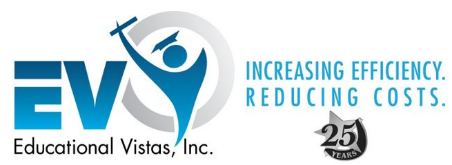 EV
Educational Vistas, Inc.
INCREASING EFFICIENCY.
REDUCING COSTS.
25
YEARS